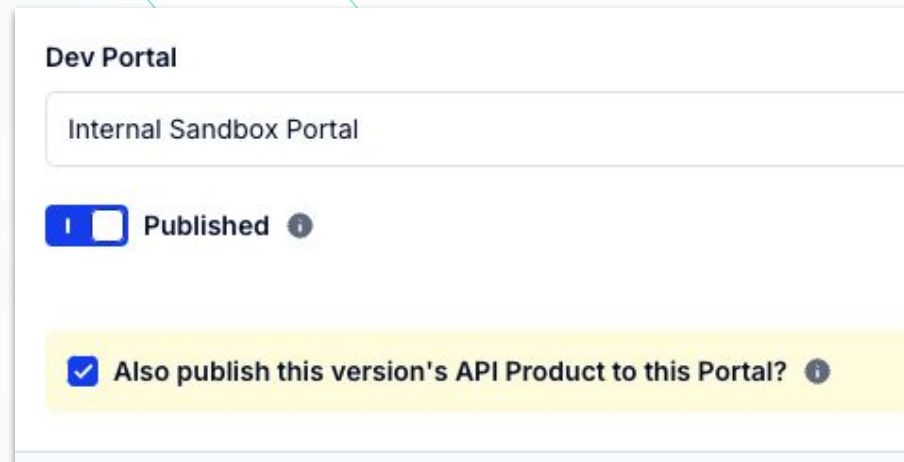 Dev Portal
Internal Sandbox Portal
Published
Also publish this version's API Product to this Portal?